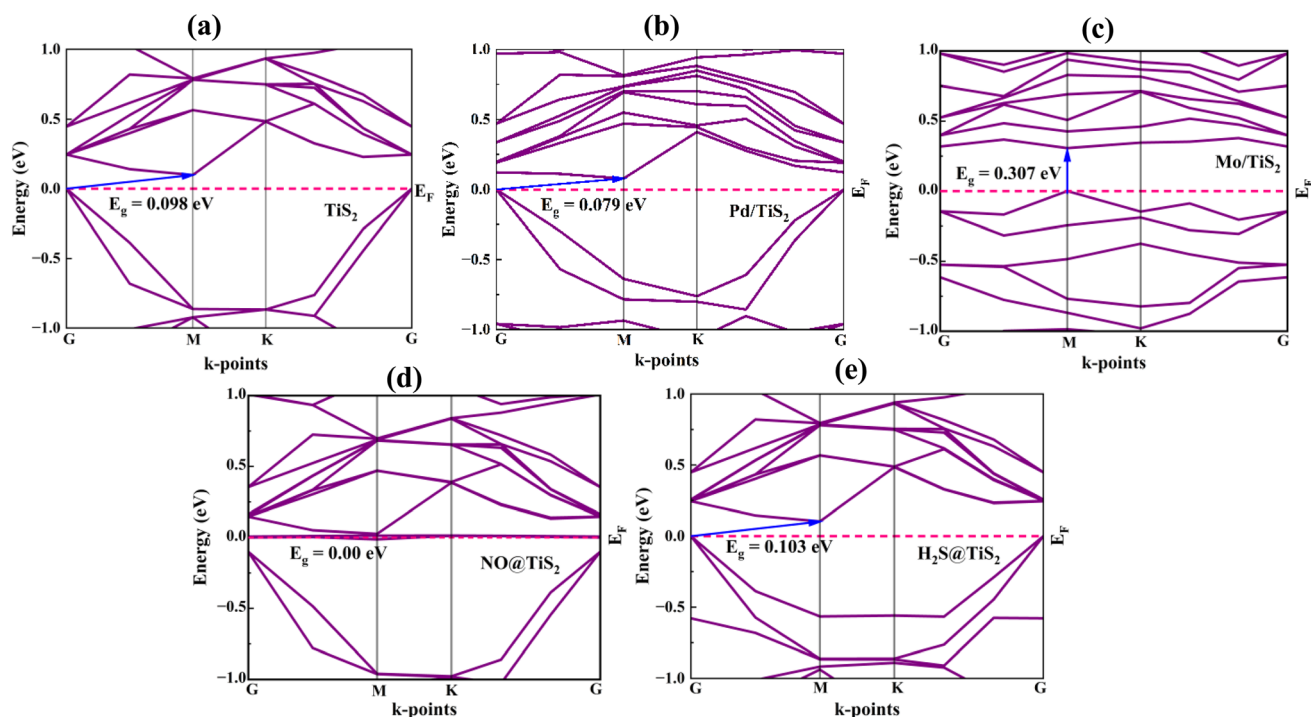 (a)
1.0
0.5
0.0
−0.5
−1.0
Energy (eV)
E_g = 0.098 eV
TiS₂
E_F
G M K G
k-points
(b)
1.0
0.5
0.0
−0.5
−1.0
Energy (eV)
E_g = 0.079 eV
Pd/TiS₂
E_F
G M K G
k-points
(c)
1.0
0.5
0.0
−0.5
−1.0
Energy (eV)
Mo/TiS₂
E_g = 0.307 eV
E_F
G M K G
k-points
(d)
1.0
0.5
0.0
−0.5
−1.0
Energy (eV)
E_g = 0.00 eV
NO@TiS₂
E_F
G M K G
k-points
(e)
1.0
0.5
0.0
−0.5
−1.0
Energy (eV)
E_g = 0.103 eV
H₂S@TiS₂
E_F
G M K G
k-points